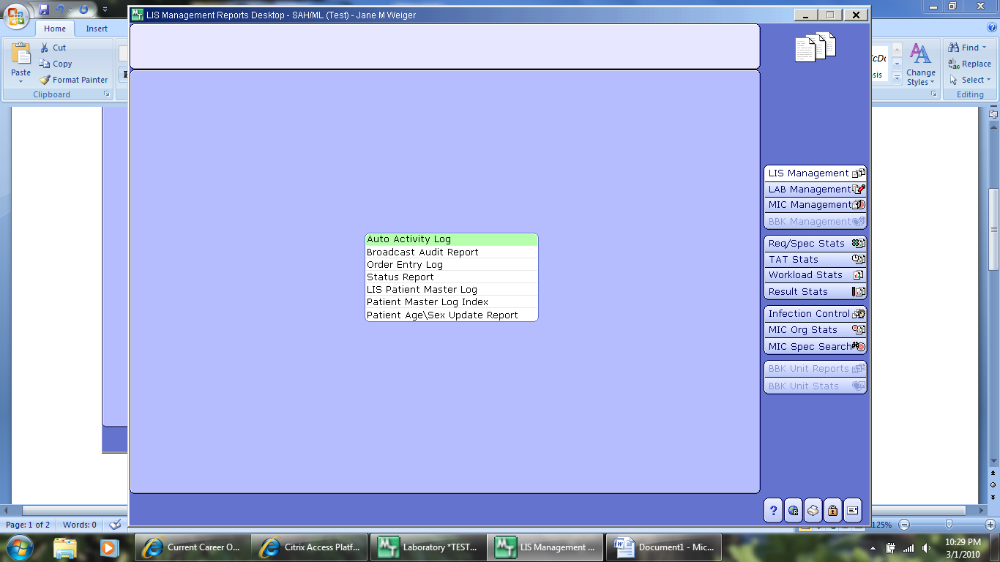 LIS Management Reports Desktop - SAH/ML (Test) - Jane M Weiger
Home
Insert
Cut
Copy
Format Painter
Paste
Clipboard
Change
Styles
Find
Replace
Select
Editing
LIS Management
LAB Management
MIC Management
BBK Management
Req/Spec Stats
TAT Stats
Workload Stats
Result Stats
Infection Control
MIC Org Stats
MIC Spec Search
BBK Unit Reports
BBK Unit Stats
Auto Activity Log
Broadcast Audit Report
Order Entry Log
Status Report
LIS Patient Master Log
Patient Master Log Index
Patient Age\Sex Update Report
Page: 1 of 2
Words: 0
125%
Current Career O...
Citrix Access Platf...
Laboratory *TEST...
LIS Management ...
Document1 - Mic...
10:29 PM
3/1/2010